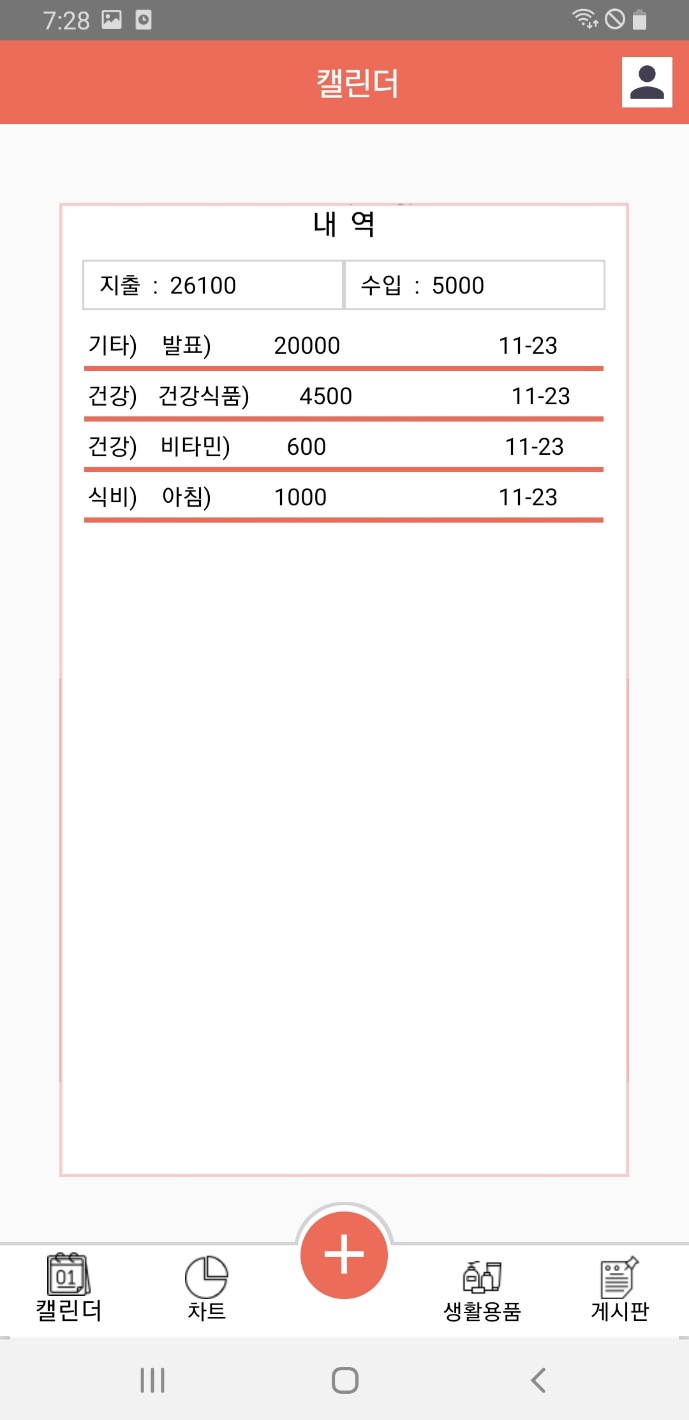 7:28
캘린더
내 역
지출 : 26100 수입 : 5000
기타) 발표) 20000 11-23
건강) 건강식품) 4500 11-23
건강) 비타민) 600 11-23
식비) 아침) 1000 11-23
01
캘린더 차트 생활용품 게시판